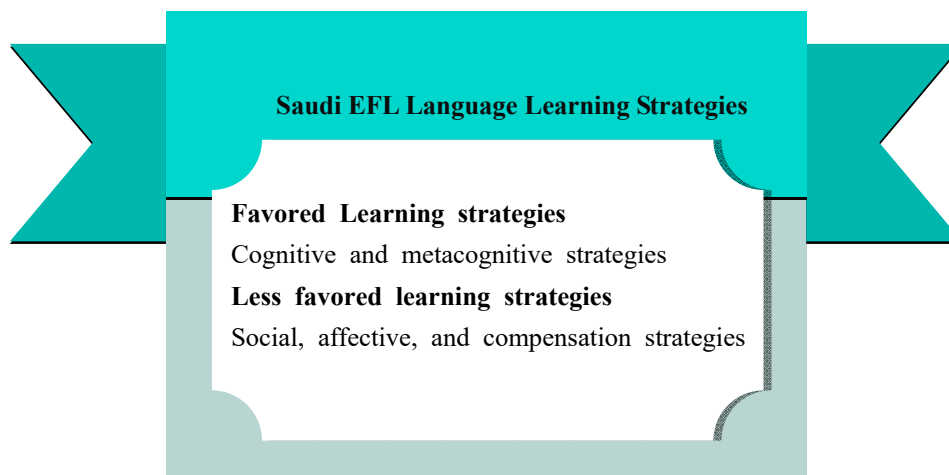 Saudi EFL Language Learning Strategies
Favored Learning strategies
Cognitive and metacognitive strategies
Less favored learning strategies
Social, affective, and compensation strategies